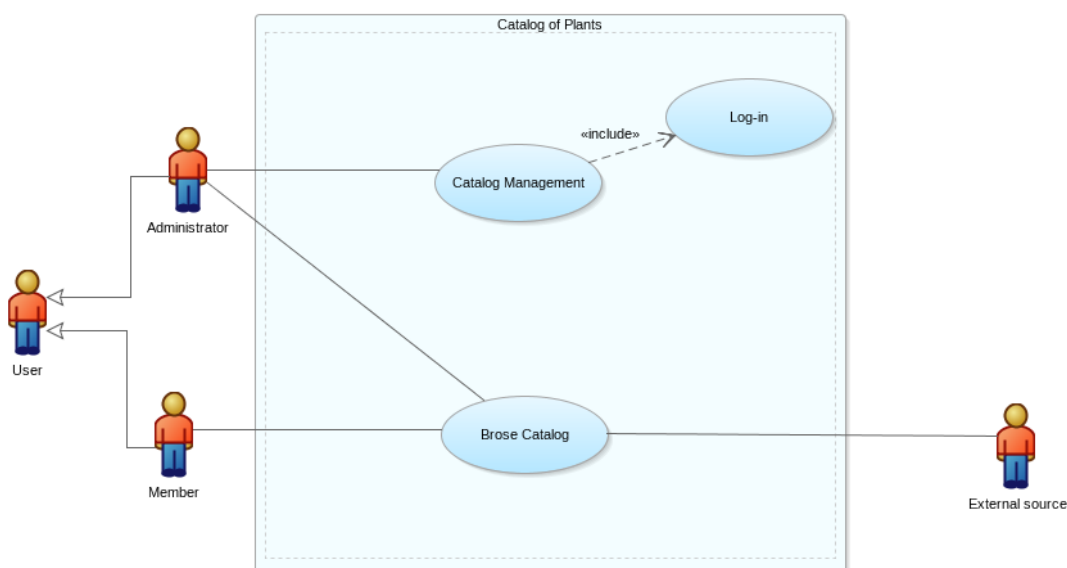 Catalog of Plants
Log-in
«include»
Catalog Management
Administrator
User
Brose Catalog
Member
External source